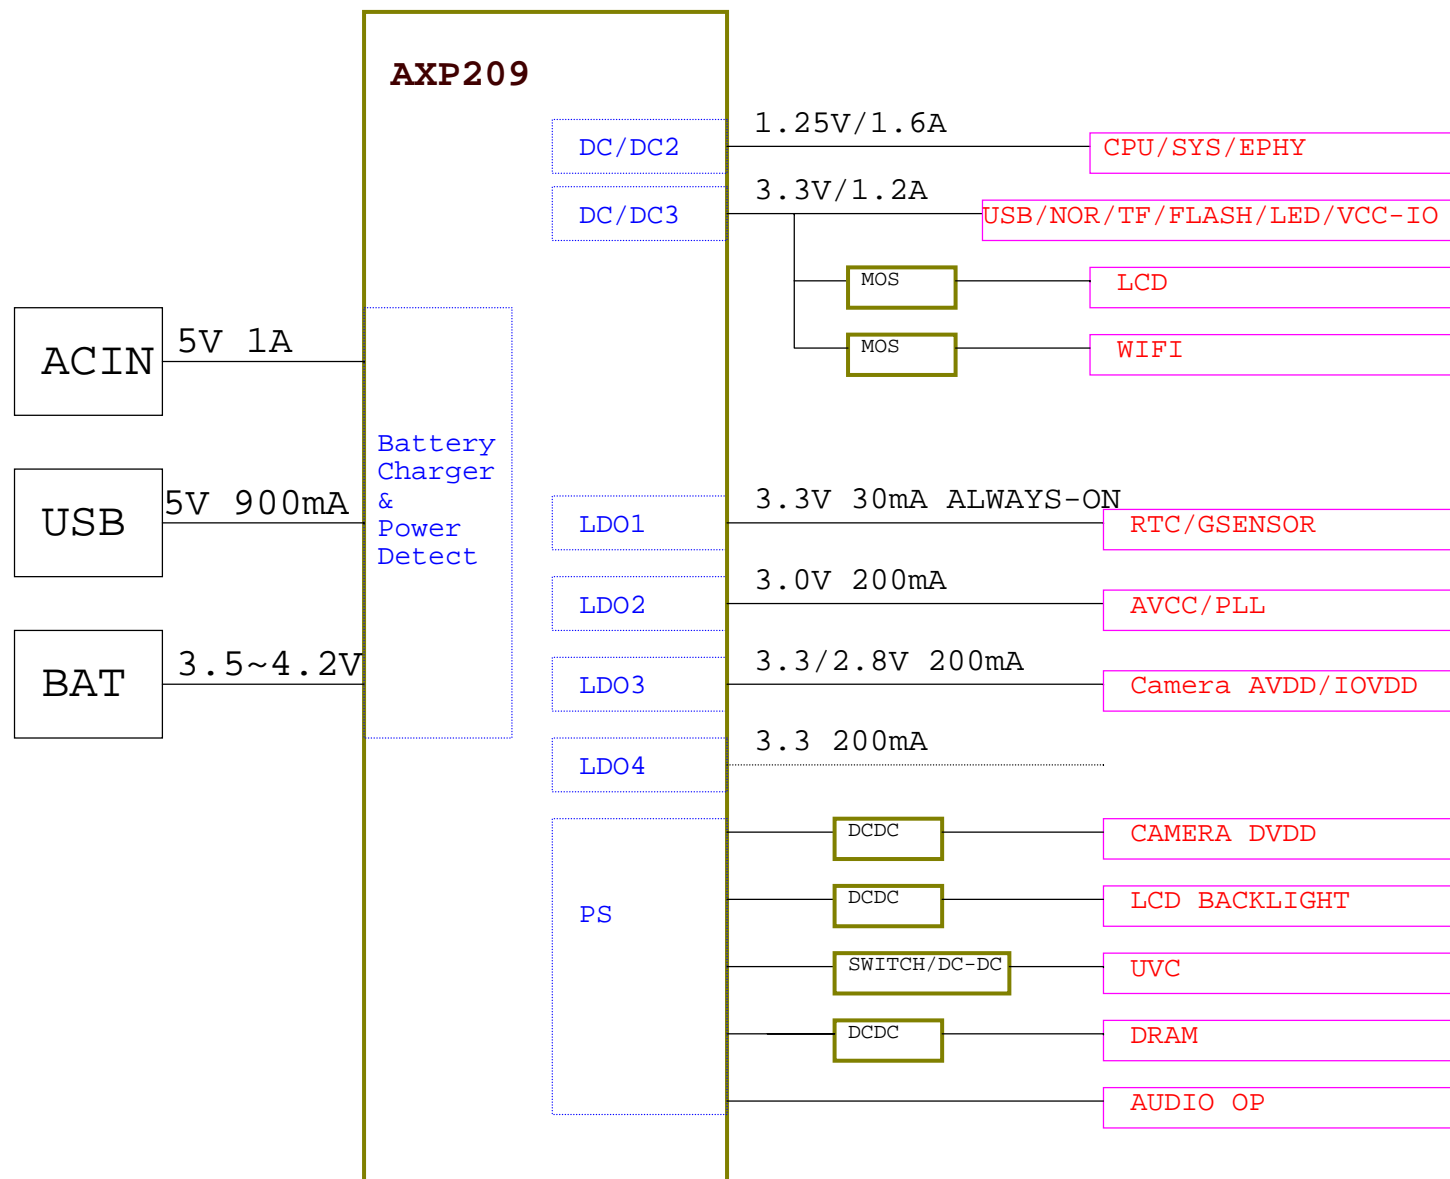 AXP209
1.25V/1.6A
DC/DC2
CPU/SYS/EPHY
3.3V/1.2A
DC/DC3
USB/NOR/TF/FLASH/LED/VCC-IO
MOS
LCD
MOS
WIFI
ACIN
5V 1A
Battery
Charger
&
Power
Detect
USB
5V 900mA
3.3V 30mA ALWAYS-ON
LDO1
RTC/GSENSOR
3.0V 200mA
LDO2
AVCC/PLL
BAT
3.5~4.2V
3.3/2.8V 200mA
LDO3
Camera AVDD/IOVDD
3.3 200mA
LDO4
PS
DCDC
CAMERA DVDD
DCDC
LCD BACKLIGHT
SWITCH/DC-DC
UVC
DCDC
DRAM
AUDIO OP